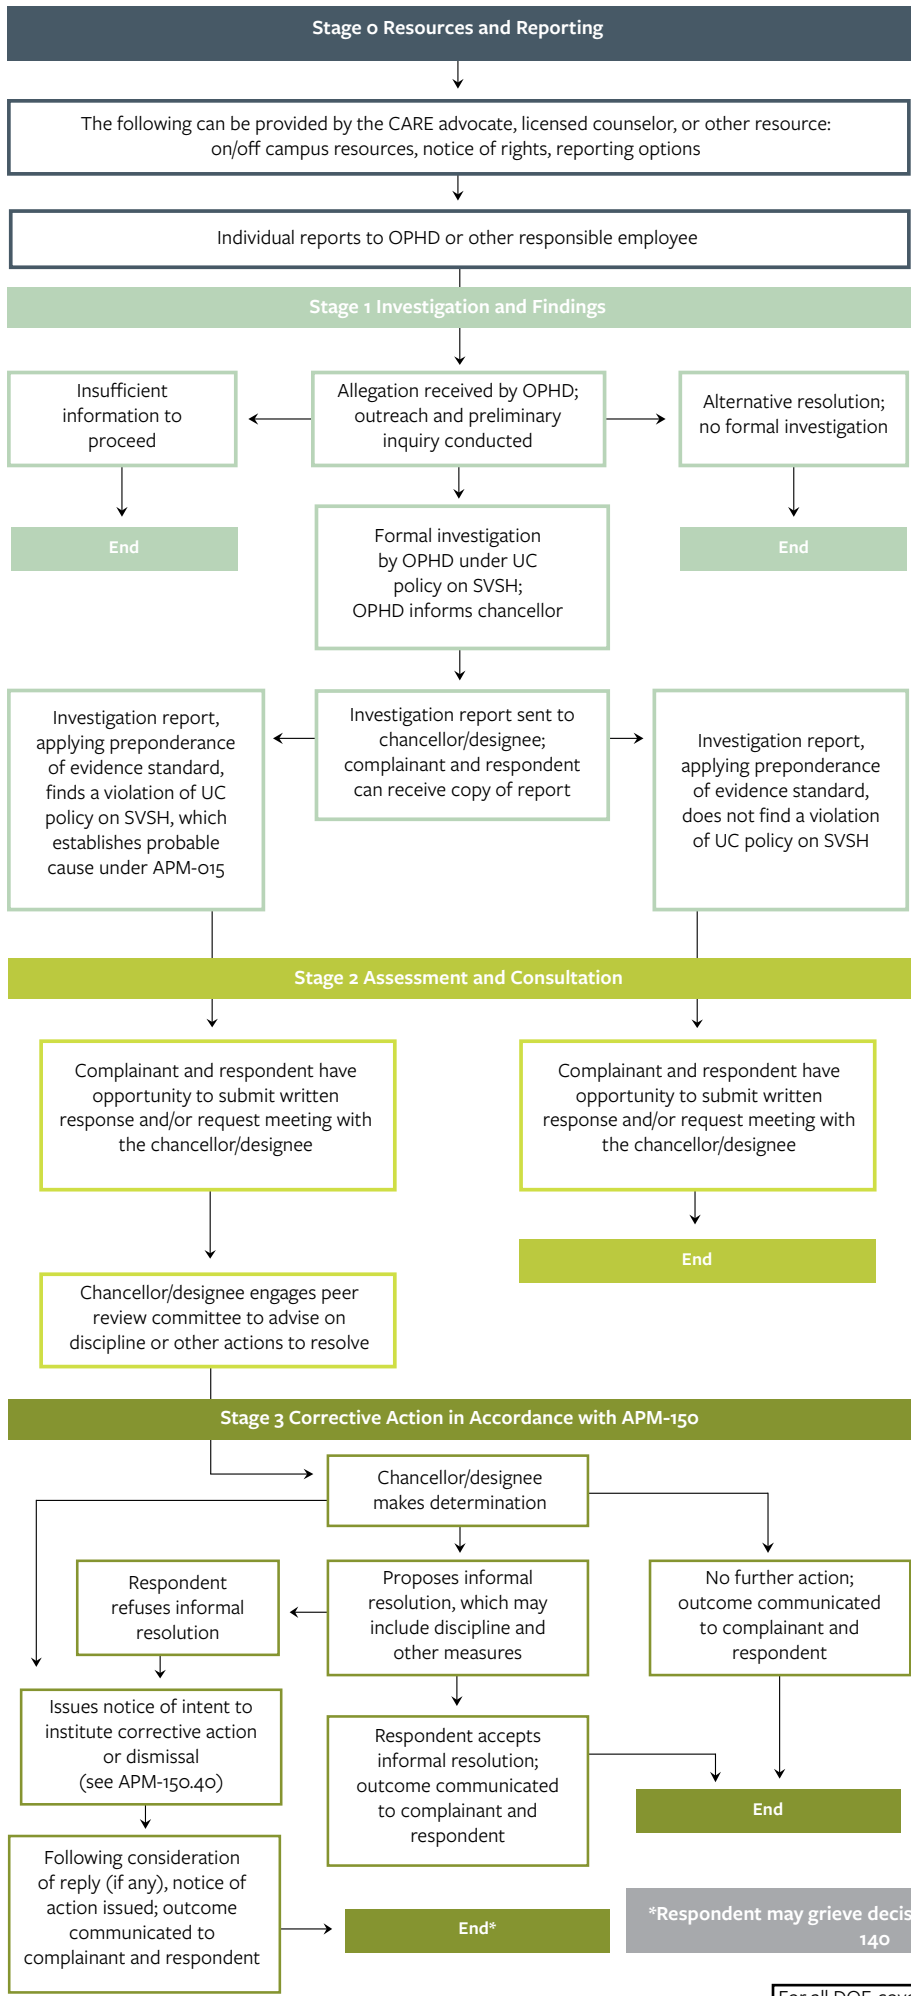 Stage 0 Resources and Reporting
The following can be provided by the CARE advocate, licensed counselor, or other resource:
on/off campus resources, notice of rights, reporting options
Individual reports to OPHD or other responsible employee
Stage 1 Investigation and Findings
Insufficient
information to
proceed
Allegation received by OPHD;
outreach and preliminary
inquiry conducted
Alternative resolution;
no formal investigation
End
Formal investigation
by OPHD under UC
policy on SVSH;
OPHD informs chancellor
End
Investigation report,
applying preponderance
of evidence standard,
finds a violation of UC
policy on SVSH, which
establishes probable
cause under APM-015
Investigation report sent to
chancellor/designee;
complainant and respondent
can receive copy of report
Investigation report,
applying preponderance
of evidence standard,
does not find a violation
of UC policy on SVSH
Stage 2 Assessment and Consultation
Complainant and respondent have
opportunity to submit written
response and/or request meeting with
the chancellor/designee
Complainant and respondent have
opportunity to submit written
response and/or request meeting with
the chancellor/designee
End
Chancellor/designee engages peer
review committee to advise on
discipline or other actions to resolve
Stage 3 Corrective Action in Accordance with APM-150
Chancellor/designee
makes determination
Respondent
refuses informal
resolution
Proposes informal
resolution, which may
include discipline and
other measures
No further action;
outcome communicated
to complainant and
respondent
Issues notice of intent to
institute corrective action
or dismissal
(see APM-150.40)
Respondent accepts
informal resolution;
outcome communicated
to complainant and
respondent
End
Following consideration
of reply (if any), notice of
action issued; outcome
communicated to
complainant and respondent
End*
*Respondent may grieve decis
140
For all DOE-cove